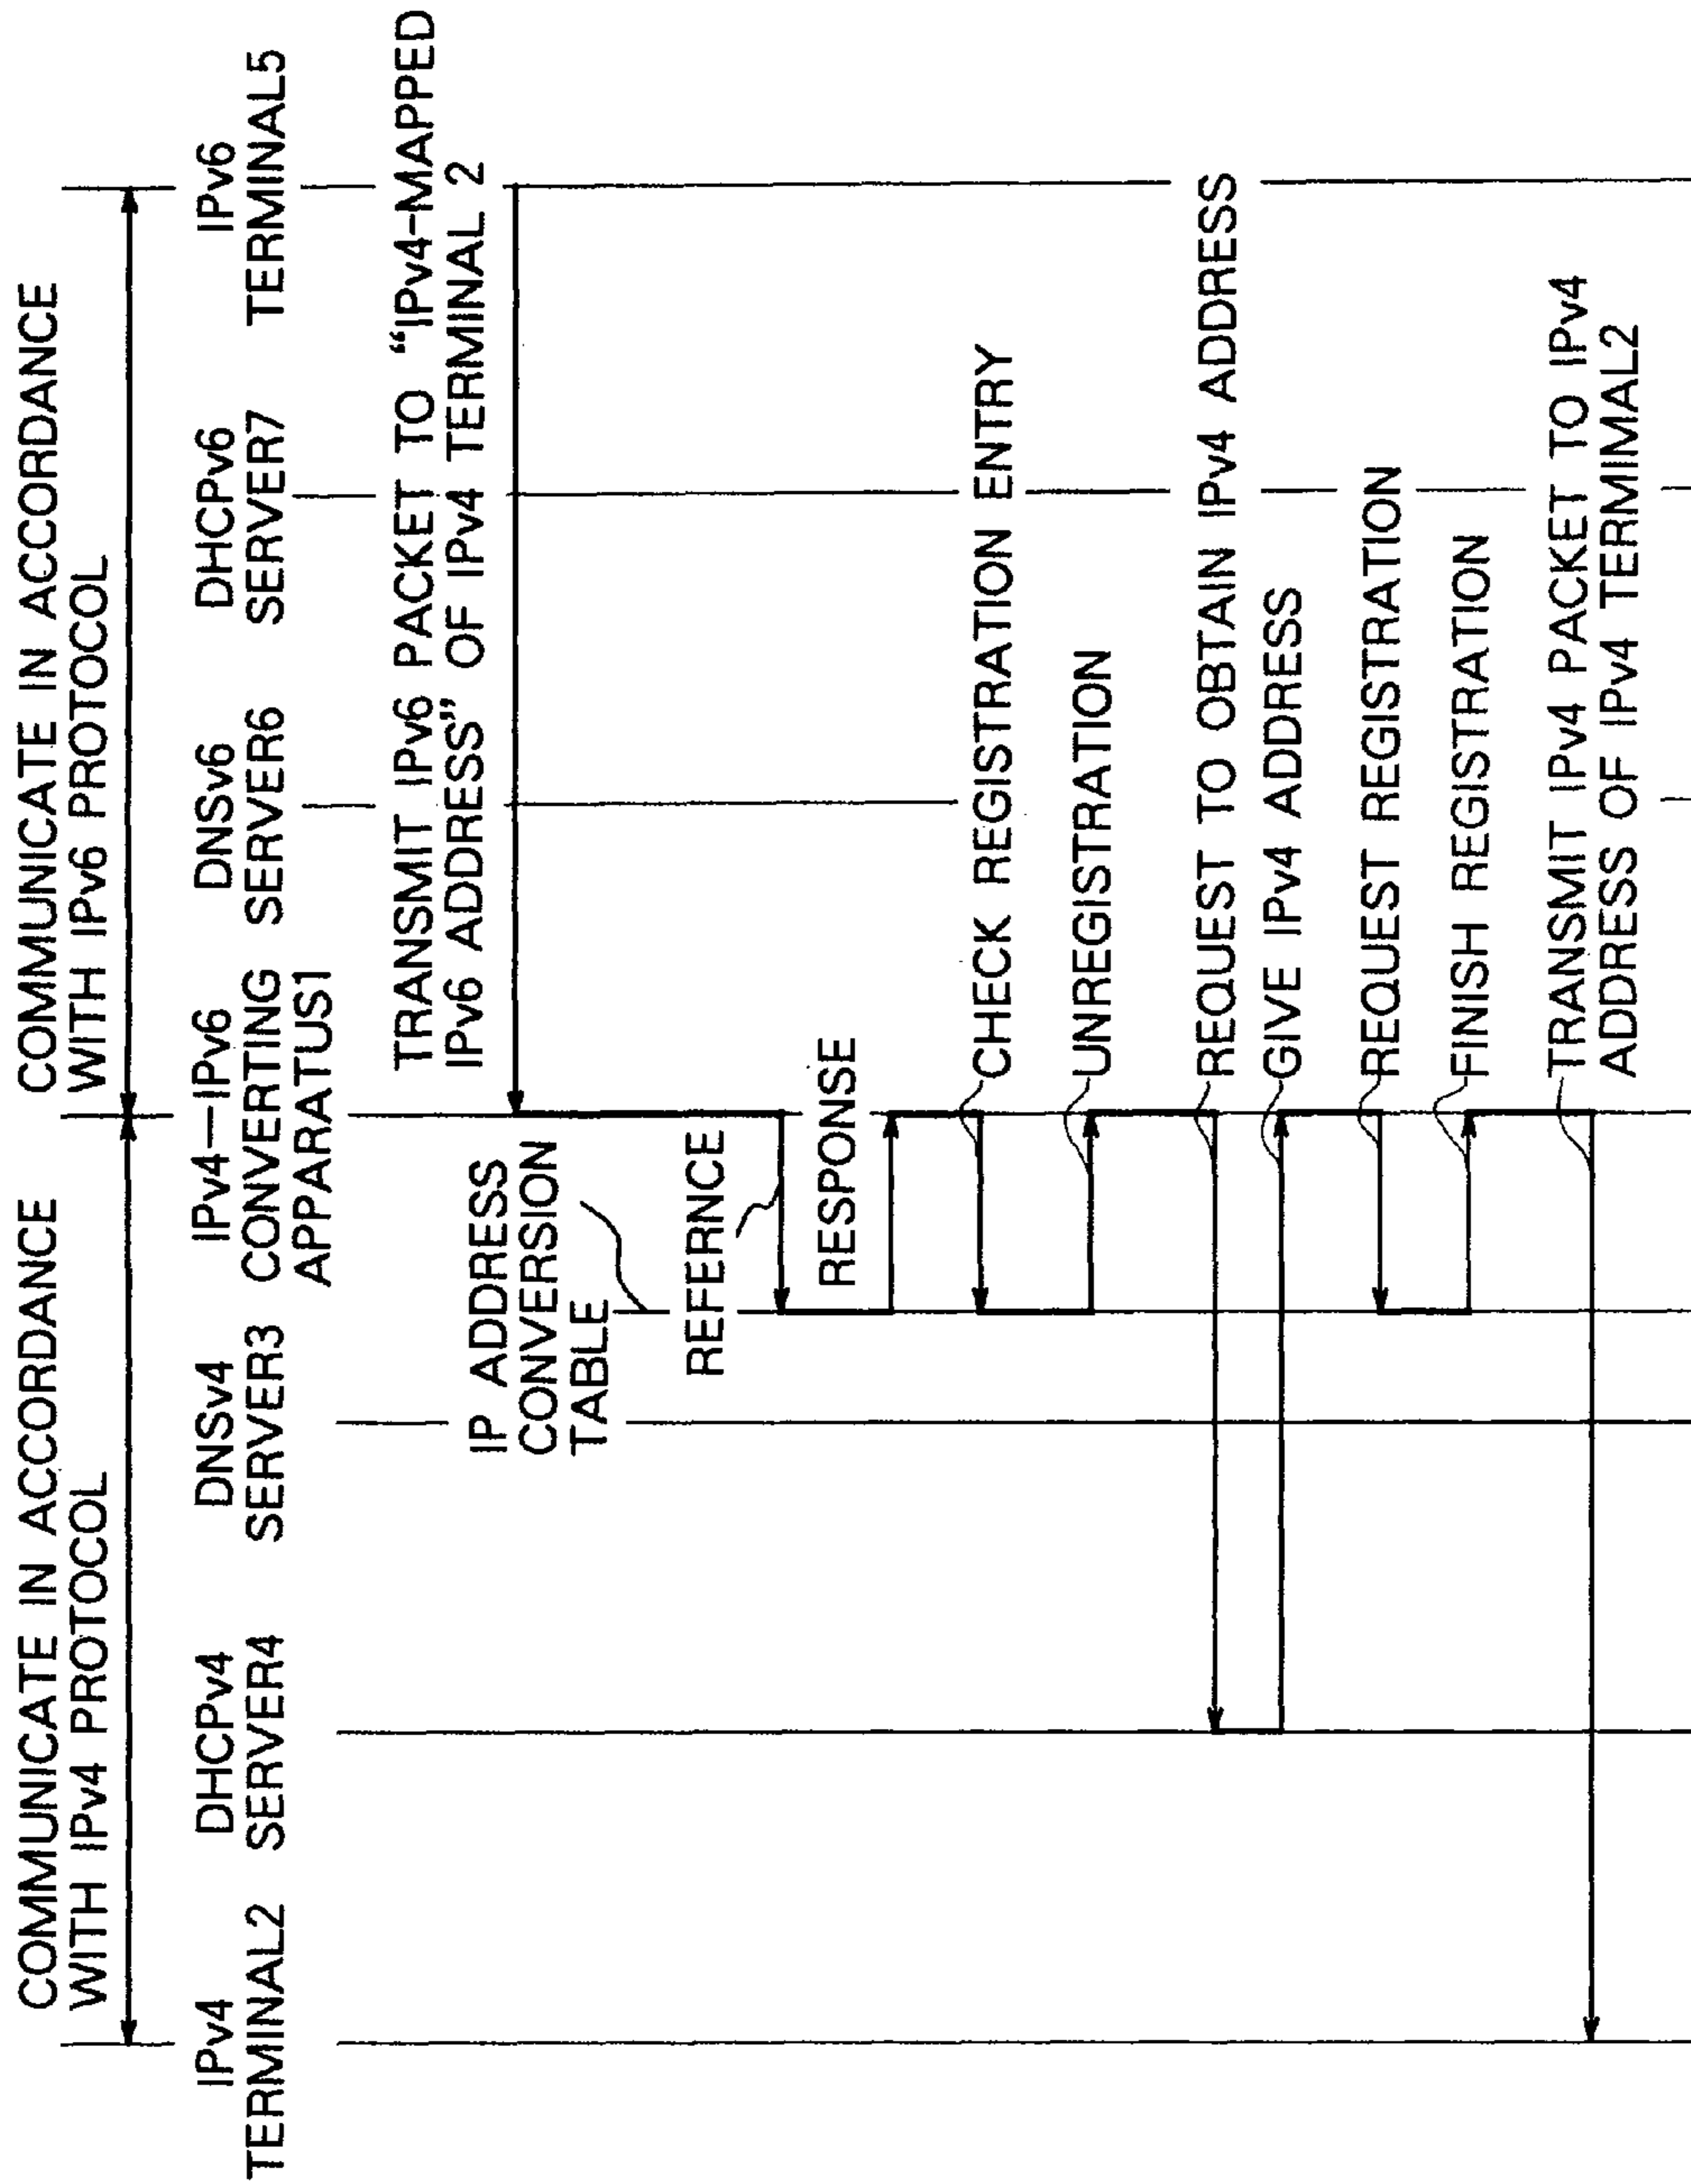 COMMUNICATE IN ACCORDANCE
WITH IPv4 PROTOCOL
COMMUNICATE IN ACCORDANCE
WITH IPv6 PROTOCOL
IPv4
TERMINAL2
DHCPv4
SERVER4
DNSv4
SERVER3
IPv4-IPv6
CONVERTING
APPARATUS1
DNSv6
SERVER6
DHCPv6
SERVER7
IPv6
TERMINAL5
TRANSMIT IPv6 PACKET TO "IPv4-MAPPED
IPv6 ADDRESS" OF IPv4 TERMINAL 2
IP ADDRESS
CONVERSION
TABLE
REFERNCE
RESPONSE
CHECK REGISTRATION ENTRY
UNREGISTRATION
REQUEST TO OBTAIN IPv4 ADDRESS
GIVE IPv4 ADDRESS
REQUEST REGISTRATION
FINISH REGISTRATION
TRANSMIT IPv4 PACKET TO IPv4
ADDRESS OF IPv4 TERMIMAL2